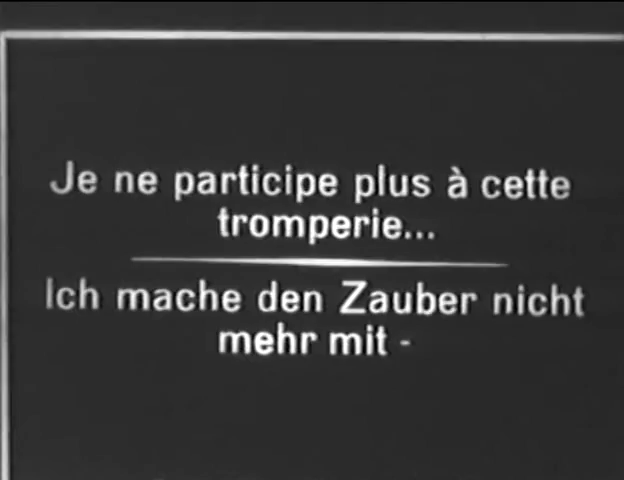 Je ne participe plus à cette
tromperie...
Ich mache den Zauber nicht
mehr mit -